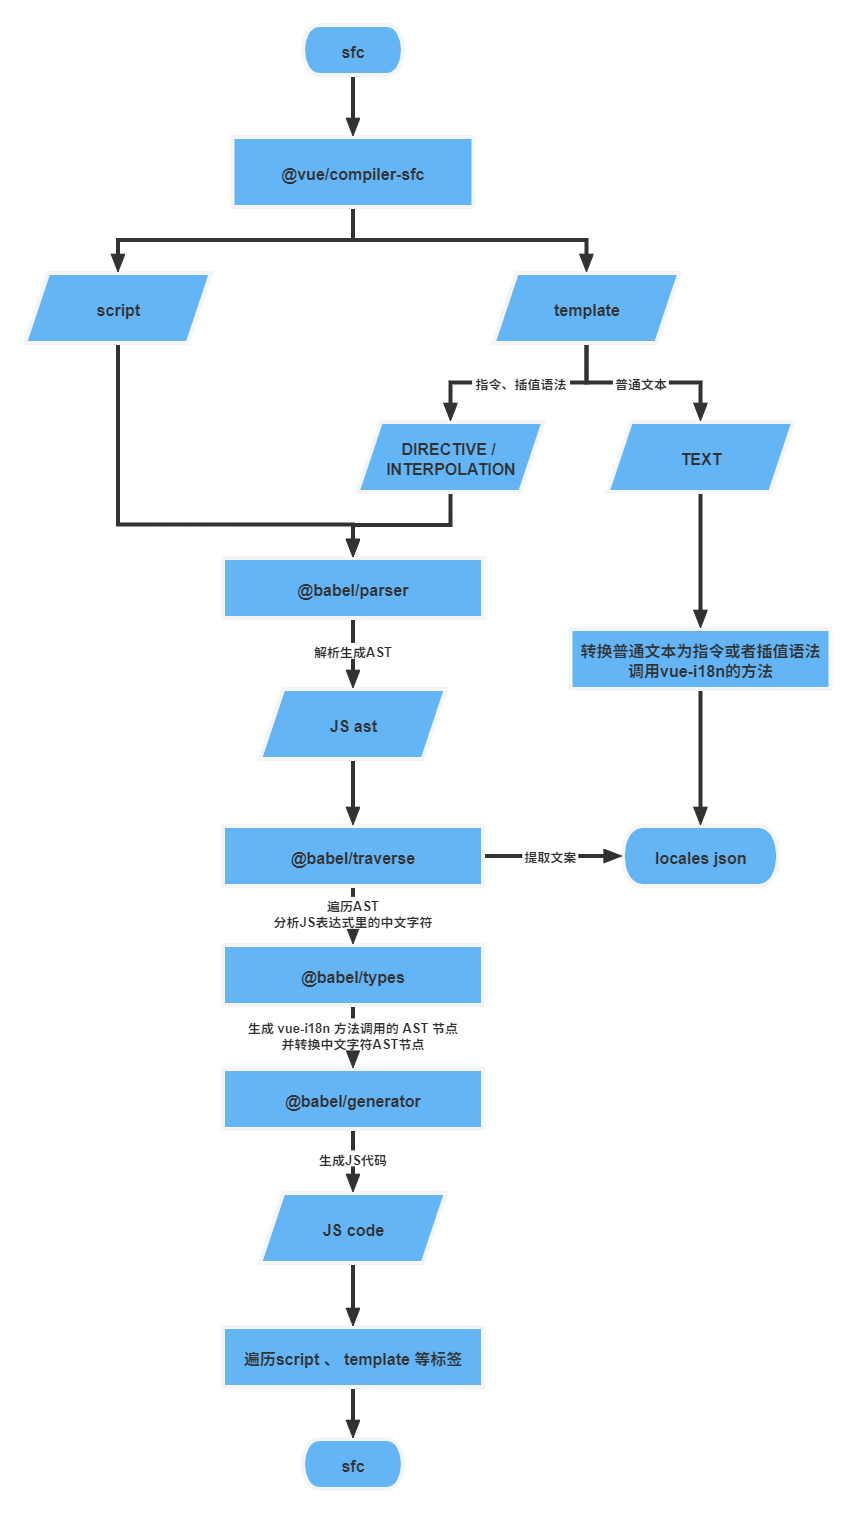 sfc
@vue/compiler-sfc
script
template
指令、插值语法
普通文本
DIRECTIVE /
INTERPOLATION
TEXT
@babel/parser
解析生成AST
转换普通文本为指令或者插值语法
调用vue-i18n的方法
JS ast
@babel/traverse
提取文案
locales json
遍历AST
分析JS表达式里的中文字符
@babel/types
生成 vue-i18n 方法调用的 AST 节点
并转换中文字符AST节点
@babel/generator
生成JS代码
JS code
遍历script 、 template 等标签
sfc